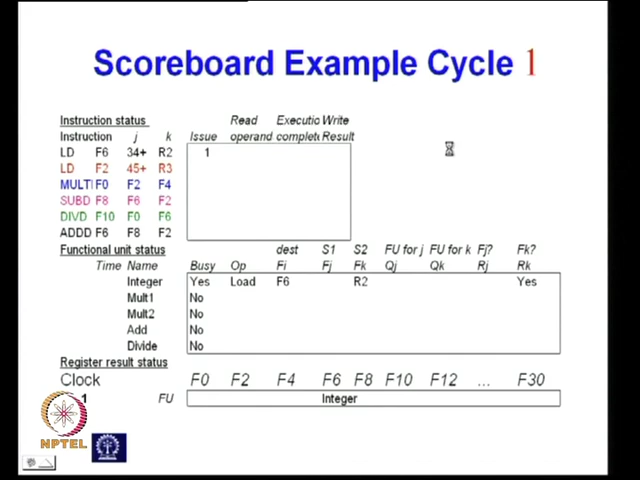 Scoreboard Example Cycle 1
Instruction status Read Executio Write
Instruction j k Issue operand complete Result
LD F6 34+ R2 1
LD F2 45+ R3
MULTI F0 F2 F4
SUBD F8 F6 F2
DIVD F10 F0 F6
ADDD F6 F8 F2
Functional unit status dest S1 S2 FU for j FU for k Fj? Fk?
Time Name Busy Op Fi Fj Fk Qj Qk Rj Rk
Integer Yes Load F6 R2 Yes
Mult1 No
Mult2 No
Add No
Divide No
Register result status
Clock F0 F2 F4 F6 F8 F10 F12 ... F30
1 FU Integer
NPTEL